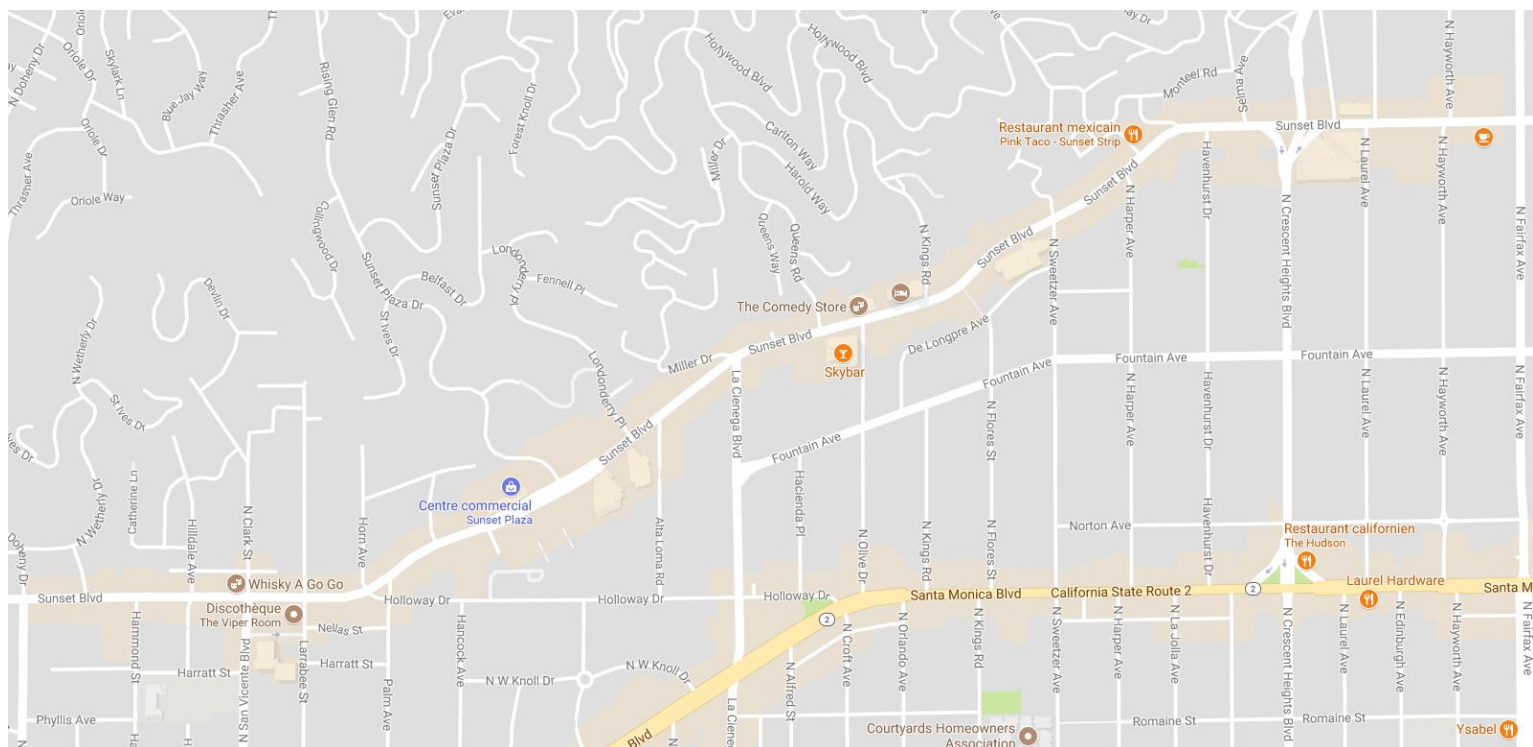 N Doheny Dr
Oriole Dr
Skylark Ln
Blue Jay Way
Thrasher Ave
Rising Glen Rd
Forest Knoll Dr
Sunset Plaza Dr
Hollywood Blvd
Hollywood Blvd
Monteel Rd
Selma Ave
N Hayworth Ave
Oriole Dr
Thrasher Ave
Oriole Way
Collingwood Dr
Miller Dr
Carlton Way
Harold Way
Restaurant mexicain
Pink Taco - Sunset Strip
Sunset Blvd
Sunset Blvd
Havenhurst Dr
N Laurel Ave
N Hayworth Ave
N Harper Ave
N Crescent Heights Blvd
N Fairfax Ave
Queens Way
Queens Rd
N Kings Rd
Sunset Blvd
N Sweetzer Ave
Londonderry Pl
Fennell Pl
Belfast Dr
Sunset Plaza Dr
St Ives Dr
Devlin Dr
N Wetherly Dr
The Comedy Store
Sunset Blvd
Skybar
De Longpre Ave
Miller Dr
La Cienega Blvd
Londonderry Pl
Fountain Ave
Fountain Ave
Fountain Ave
Fountain Ave
N Harper Ave
Havenhurst Dr
N Laurel Ave
N Hayworth Ave
N Fairfax Ave
St Ives Dr
Ives Dr
N Wetherly Dr
Catherine Ln
Hilldale Ave
N Clark St
Horn Ave
Sunset Blvd
Centre commercial
Sunset Plaza
Alta Loma Rd
Hacienda Pl
N Olive Dr
N Kings Rd
N Flores St
N Flores St
Norton Ave
Havenhurst Dr
Restaurant californien
The Hudson
Doheny Dr
Whisky A Go Go
Sunset Blvd
Discothèque
The Viper Room
Holloway Dr
Holloway Dr
Santa Monica Blvd
California State Route 2
2
Laurel Hardware
Santa M
2
Hammond St
Nellas St
Harratt St
Harratt St
N San Vicente Blvd
Larrabee St
Palm Ave
Hancock Ave
N W Knoll Dr
N W Knoll Dr
La Cieneg
N Alfred St
N Croft Ave
N Orlando Ave
N Kings Rd
N Sweetzer Ave
N Harper Ave
N La Jolla Ave
N Crescent Heights Blvd
N Laurel Ave
N Edinburgh Ave
N Hayworth Ave
N Fairfax Ave
Phyllis Ave
Blvd
Courtyards Homeowners
Association
Romaine St
Romaine St
Ysabel